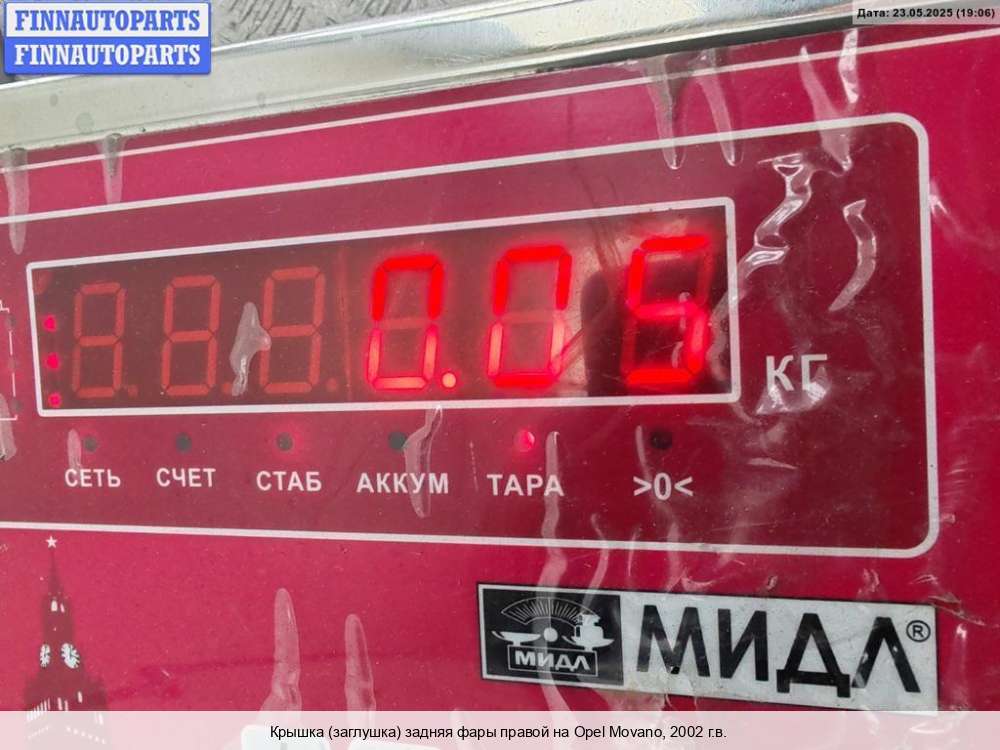 FINNAUTOPARTS
FINNAUTOPARTS
Дата: 23.05.2025 (19:06)
0.05
КГ
СЕТЬ СЧЕТ СТАБ АККУМ ТАРА >0<
МИДЛ
МИДЛ®
Крышка (заглушка) задняя фары правой на Opel Movano, 2002 г.в.